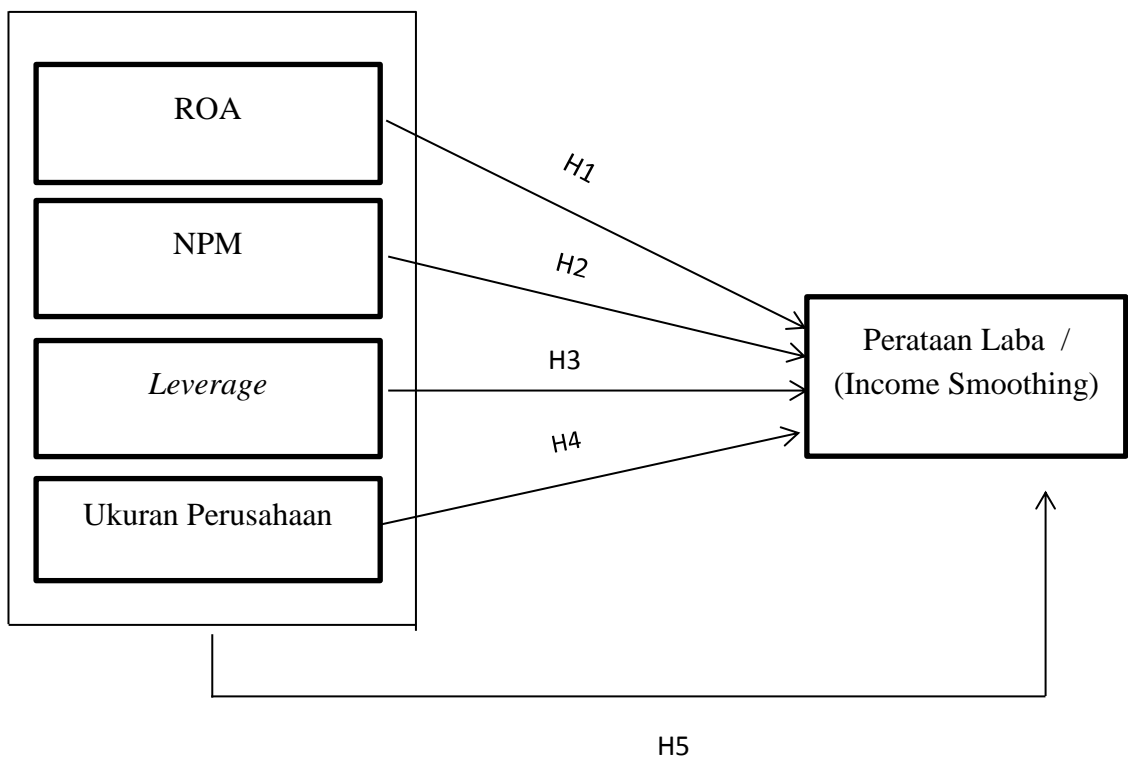 ROA
H1
NPM
H2
Leverage
H3
Perataan Laba /
(Income Smoothing)
H4
Ukuran Perusahaan
H5